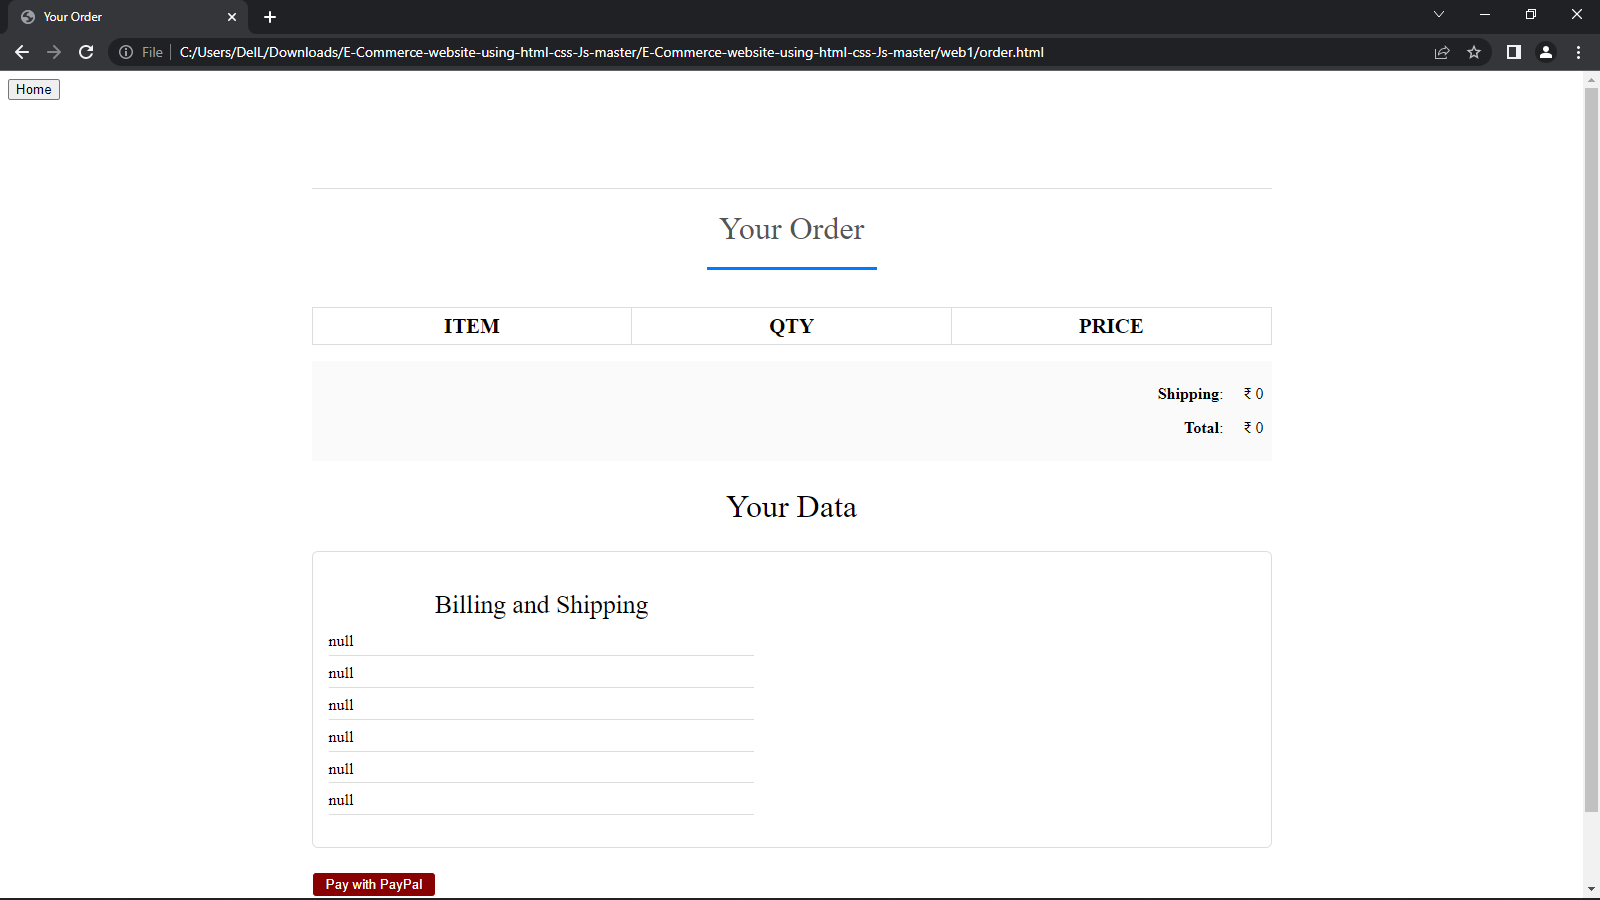 Your Order
File
C:/Users/DelL/Downloads/E-Commerce-website-using-html-css-Js-master/E-Commerce-website-using-html-css-Js-master/web1/order.html
Home
Your Order
ITEM QTY PRICE
Shipping: ₹ 0
Total: ₹ 0
Your Data
Billing and Shipping
null
null
null
null
null
null
Pay with PayPal